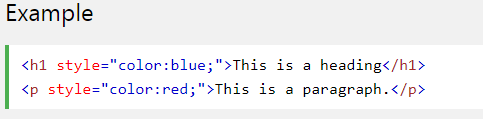 Example
<h1 style="color:blue;">This is a heading</h1>
<p style="color:red;">This is a paragraph.</p>